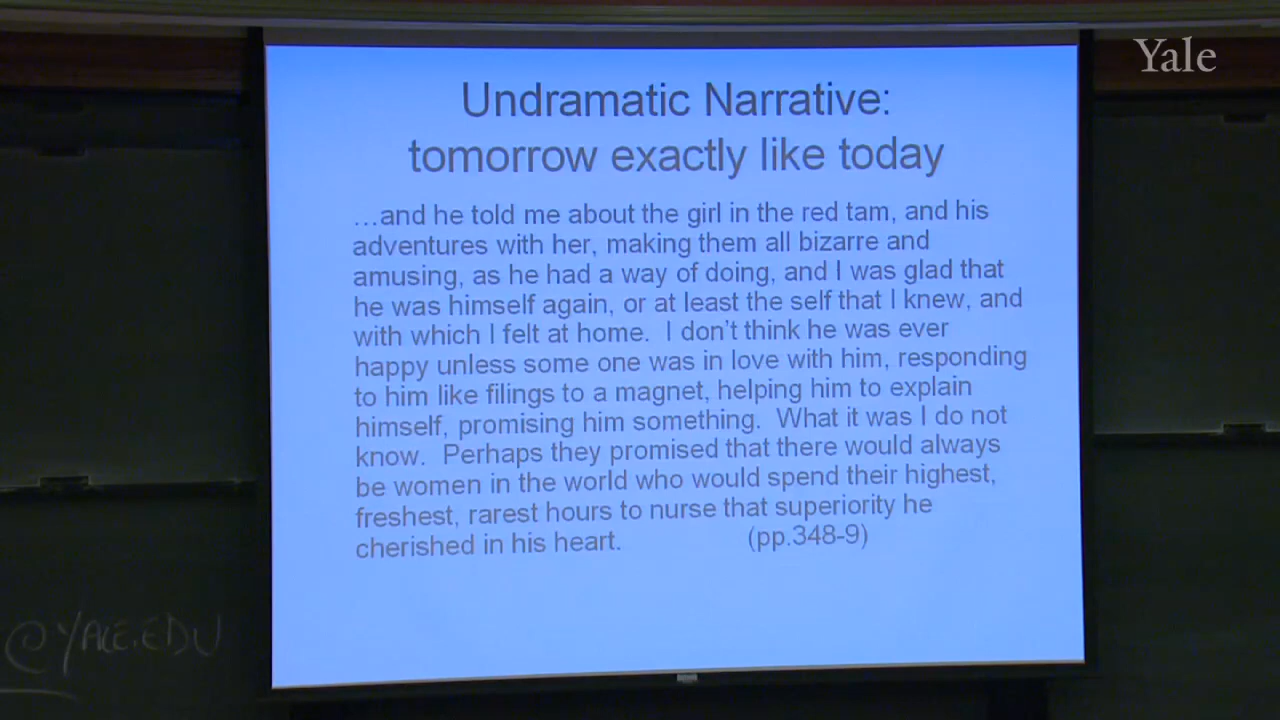 Yale
Undramatic Narrative:
tomorrow exactly like today
…and he told me about the girl in the red tam, and his
adventures with her, making them all bizarre and
amusing, as he had a way of doing, and I was glad that
he was himself again, or at least the self that I knew, and
with which I felt at home.  I don't think he was ever
happy unless some one was in love with him, responding
to him like filings to a magnet, helping him to explain
himself, promising him something.  What it was I do not
know.  Perhaps they promised that there would always
be women in the world who would spend their highest,
freshest, rarest hours to nurse that superiority he
cherished in his heart. (pp.348-9)
@YALE.EDU